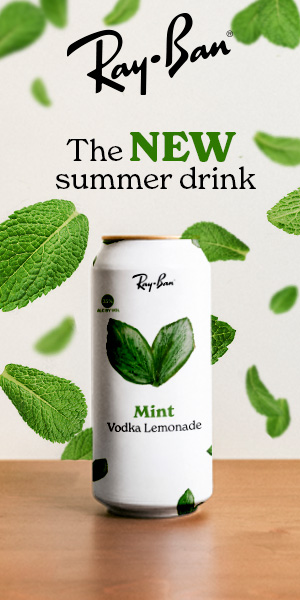 Ray-Ban®
The NEW
summer drink
Ray-Ban
Mint
Vodka Lemonade